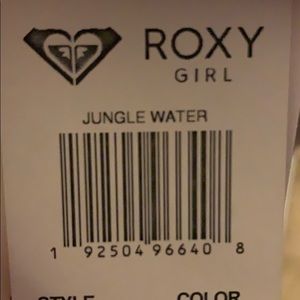 ROXY
GIRL
JUNGLE WATER
1 92504 96640 8
STYLE COLOR